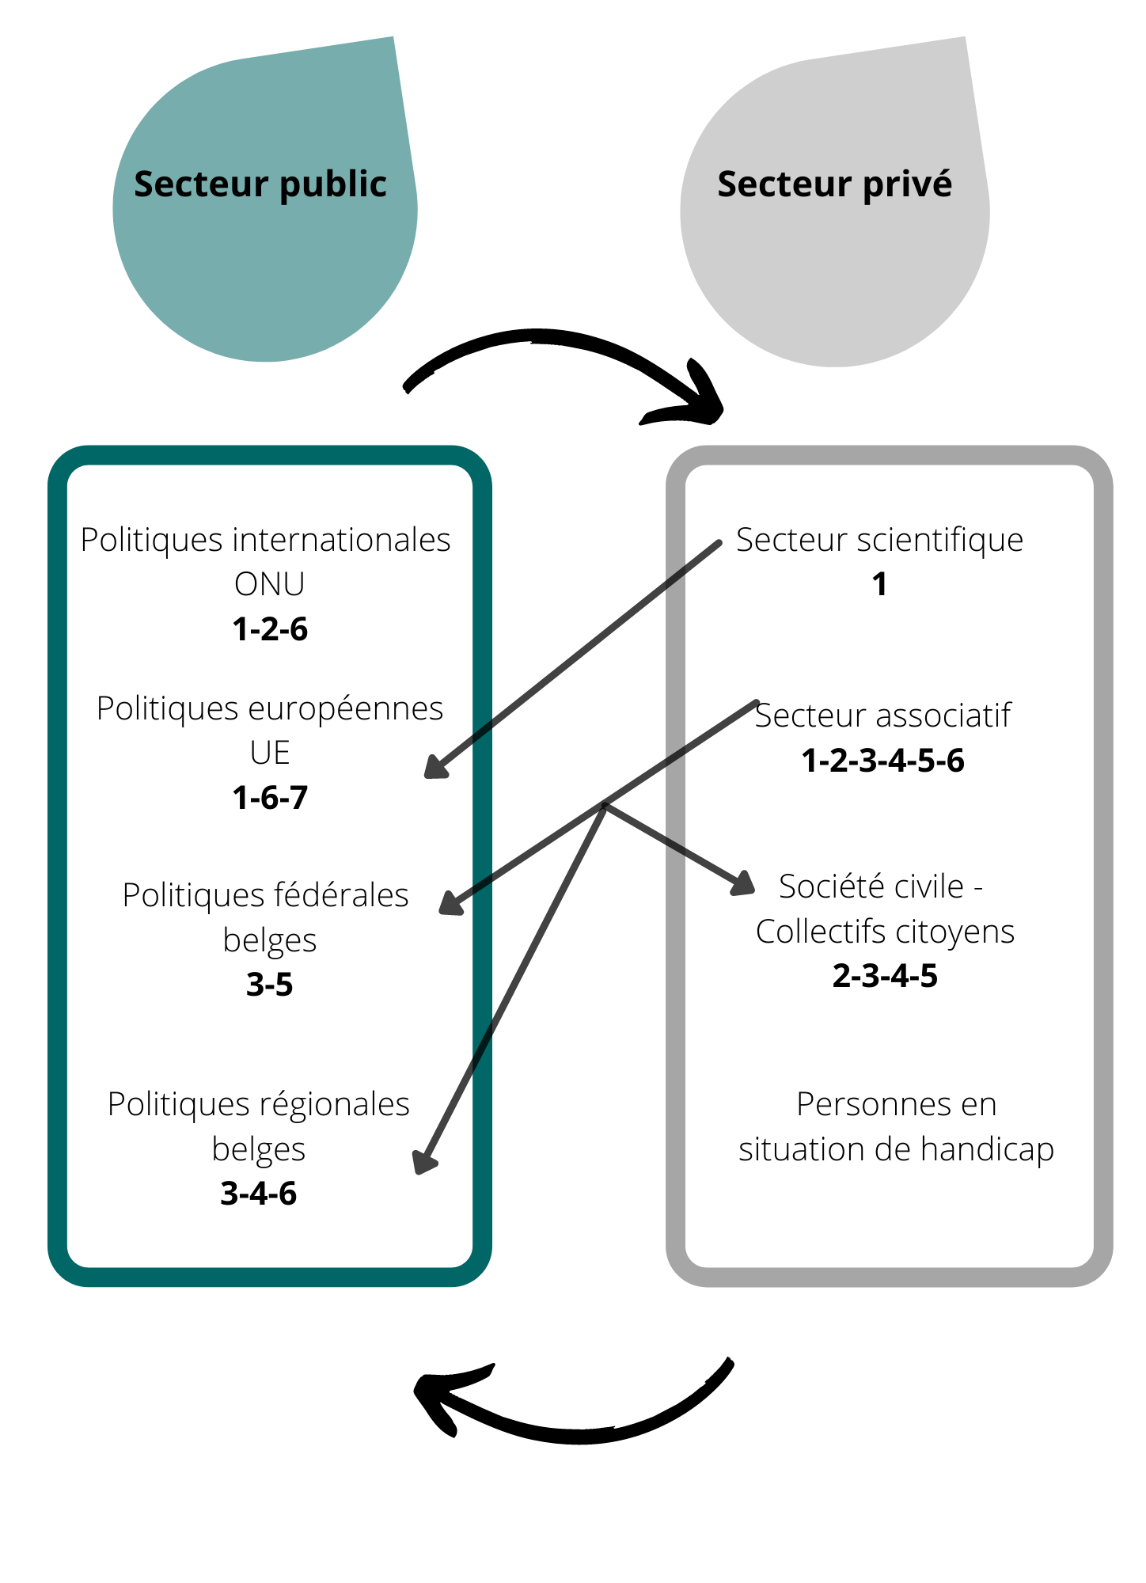 Secteur public
Secteur privé
Politiques internationales
ONU
1-2-6
Politiques européennes
UE
1-6-7
Politiques fédérales
belges
3-5
Politiques régionales
belges
3-4-6
Secteur scientifique
1
Secteur associatif
1-2-3-4-5-6
Société civile -
Collectifs citoyens
2-3-4-5
Personnes en
situation de handicap